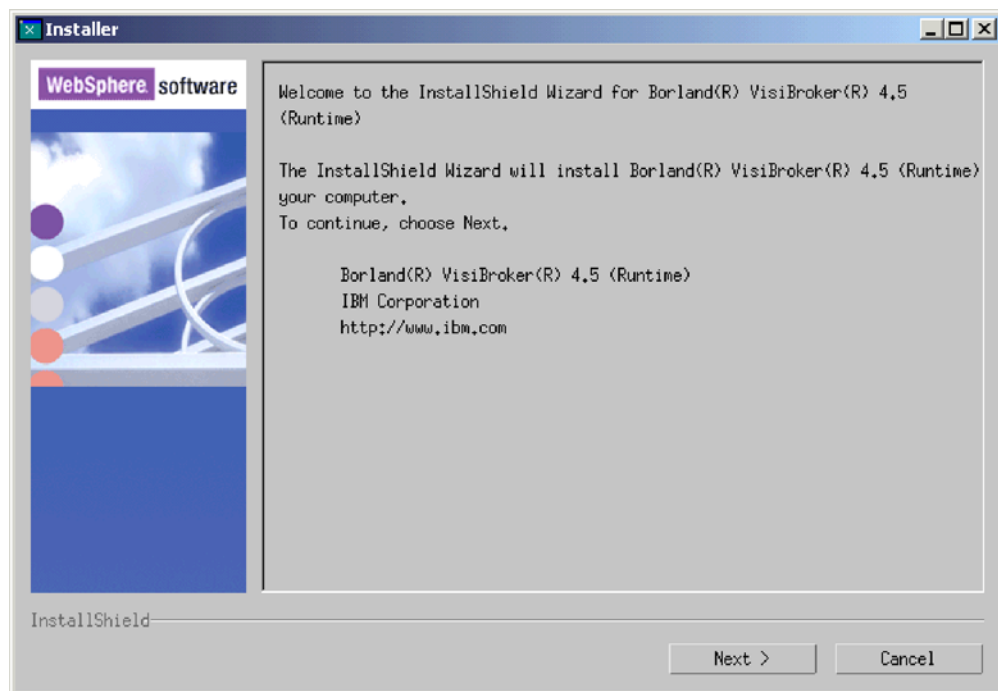 Installer
WebSphere software
Welcome to the InstallShield Wizard for Borland(R) VisiBroker(R) 4.5
(Runtime)
The InstallShield Wizard will install Borland(R) VisiBroker(R) 4.5 (Runtime)
your computer.
To continue, choose Next.
Borland(R) VisiBroker(R) 4.5 (Runtime)
IBM Corporation
http://www.ibm.com
InstallShield
Next >
Cancel